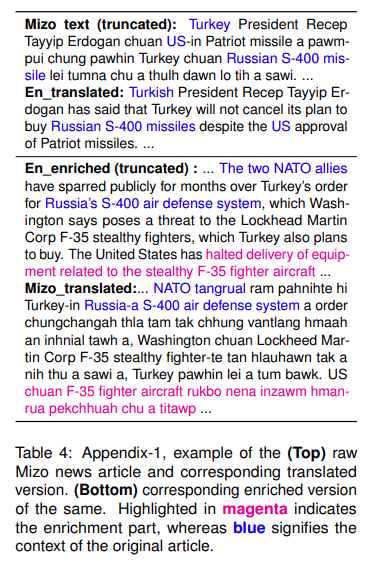 Mizo text (truncated): Turkey President Recep
Tayyip Erdogan chuan US-in Patriot missile a pawm-
pui chung pawhin Turkey chuan Russian S-400 mis-
sile lei tumna chu a thulh dawn lo tih a sawi. ...
En_translated: Turkish President Recep Tayyip Er-
dogan has said that Turkey will not cancel its plan to
buy Russian S-400 missiles despite the US approval
of Patriot missiles. ...
En_enriched (truncated) : ... The two NATO allies
have sparred publicly for months over Turkey's order
for Russia's S-400 air defense system, which Wash-
ington says poses a threat to the Lockhead Martin
Corp F-35 stealthy fighters, which Turkey also plans
to buy. The United States has halted delivery of equip-
ment related to the stealthy F-35 fighter aircraft ...
Mizo_translated:... NATO tangrual ram pahnihte hi
Turkey-in Russia-a S-400 air defense system a order
chungchangah thla tam tak chhung vantlang hmaah
an inhnial tawh a, Washington chuan Lockheed Mar-
tin Corp F-35 stealthy fighter-te tan hlauhawn tak a
nih thu a sawi a, Turkey pawhin lei a tum bawk. US
chuan F-35 fighter aircraft rukbo nena inzawm hman-
rua pekchhuah chu a titawp ...
Table 4: Appendix-1, example of the (Top) raw
Mizo news article and corresponding translated
version. (Bottom) corresponding enriched version
of the same. Highlighted in magenta indicates
the enrichment part, whereas blue signifies the
context of the original article.